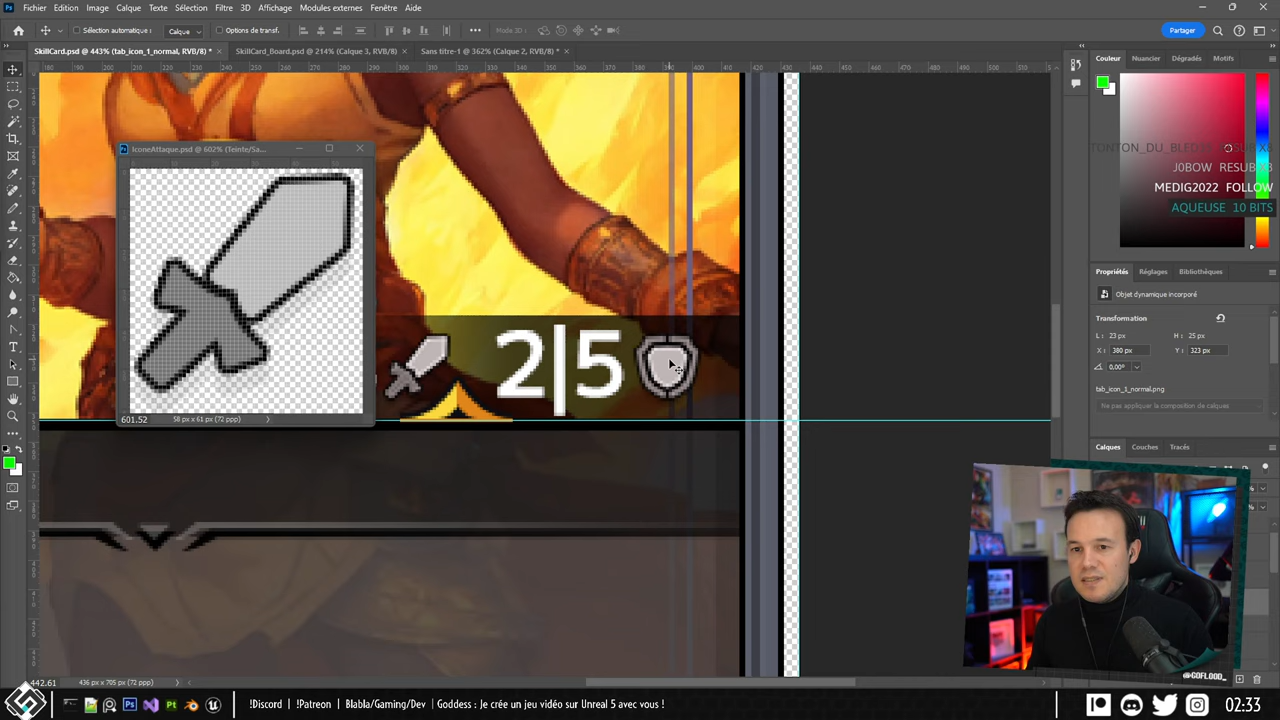 Fichier Edition Image Calque Texte Sélection Filtre 3D Affichage Modules externes Fenêtre Aide
Sélection automatique : Calque Options de transf. Mode 3D : Partager
SkillCard.psd @ 443% (tab_icon_1_normal, RVB/8) * × SkillCard_Board.psd @ 214% (Calque 3, RVB/8) × Sans titre-1 @ 362% (Calque 2, RVB/8) * ×
Couleur Nuancier Dégradés Motifs
IconeAttaque.psd @ 602% (Teinte/Sa...
J0BOW RESUB X8
MEDIG2022 FOLLOW
AQUEUSE 10 BITS
Propriétés Réglages Bibliothèques
Objet dynamique incorporé
Transformation
L : 23 px H : 25 px
X : 380 px Y : 323 px
0,00°
tab_icon_1_normal.png
Ne pas appliquer la composition de calques
2|5
601.52 58 px x 61 px (72 ppp)
Calques Couches Tracés
442.61 436 px x 705 px (72 ppp)
@GOFLOOD_
!Discord | !Patreon | Blabla/Gaming/Dev | Goddess : Je crée un jeu vidéo sur Unreal 5 avec vous !
02:33